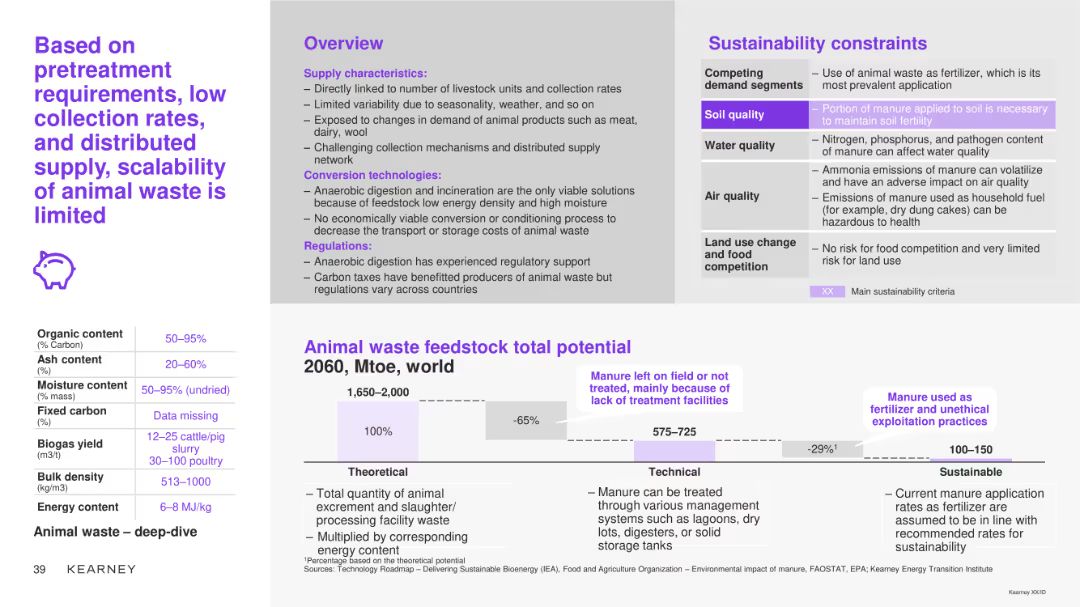 Based on
pretreatment
requirements, low
collection rates,
and distributed
supply, scalability
of animal waste is
limited
Organic content
(% Carbon)
50–95%
Ash content
(%)
20–60%
Moisture content
(% mass)
50–95% (undried)
Fixed carbon
(%)
Data missing
Biogas yield
(m3/t)
12–25 cattle/pig
slurry
30–100 poultry
Bulk density
(kg/m3)
513–1000
Energy content
6–8 MJ/kg
Animal waste – deep-dive
39 KEARNEY
Overview
Supply characteristics:
– Directly linked to number of livestock units and collection rates
– Limited variability due to seasonality, weather, and so on
– Exposed to changes in demand of animal products such as meat,
dairy, wool
– Challenging collection mechanisms and distributed supply
network
Conversion technologies:
– Anaerobic digestion and incineration are the only viable solutions
because of feedstock low energy density and high moisture
– No economically viable conversion or conditioning process to
decrease the transport or storage costs of animal waste
Regulations:
– Anaerobic digestion has experienced regulatory support
– Carbon taxes have benefitted producers of animal waste but
regulations vary across countries
Sustainability constraints
Competing
demand segments
– Use of animal waste as fertilizer, which is its
most prevalent application
Soil quality
– Portion of manure applied to soil is necessary
to maintain soil fertility
Water quality
– Nitrogen, phosphorus, and pathogen content
of manure can affect water quality
Air quality
– Ammonia emissions of manure can volatilize
and have an adverse impact on air quality
– Emissions of manure used as household fuel
(for example, dry dung cakes) can be
hazardous to health
Land use change
and food
competition
– No risk for food competition and very limited
risk for land use
XX Main sustainability criteria
Animal waste feedstock total potential
2060, Mtoe, world
1,650–2,000
100%
Theoretical
-65%
Manure left on field or not
treated, mainly because of
lack of treatment facilities
575–725
Technical
-29%¹
Manure used as
fertilizer and unethical
exploitation practices
100–150
Sustainable
– Total quantity of animal
excrement and slaughter/
processing facility waste
– Multiplied by corresponding
energy content
– Manure can be treated
through various management
systems such as lagoons, dry
lots, digesters, or solid
storage tanks
– Current manure application
rates as fertilizer are
assumed to be in line with
recommended rates for
sustainability
¹Percentage based on the theoretical potential
Sources: Technology Roadmap – Delivering Sustainable Bioenergy (IEA), Food and Agriculture Organization – Environmental impact of manure, FAOSTAT, EPA; Kearney Energy Transition Institute
Kearney XX/ID